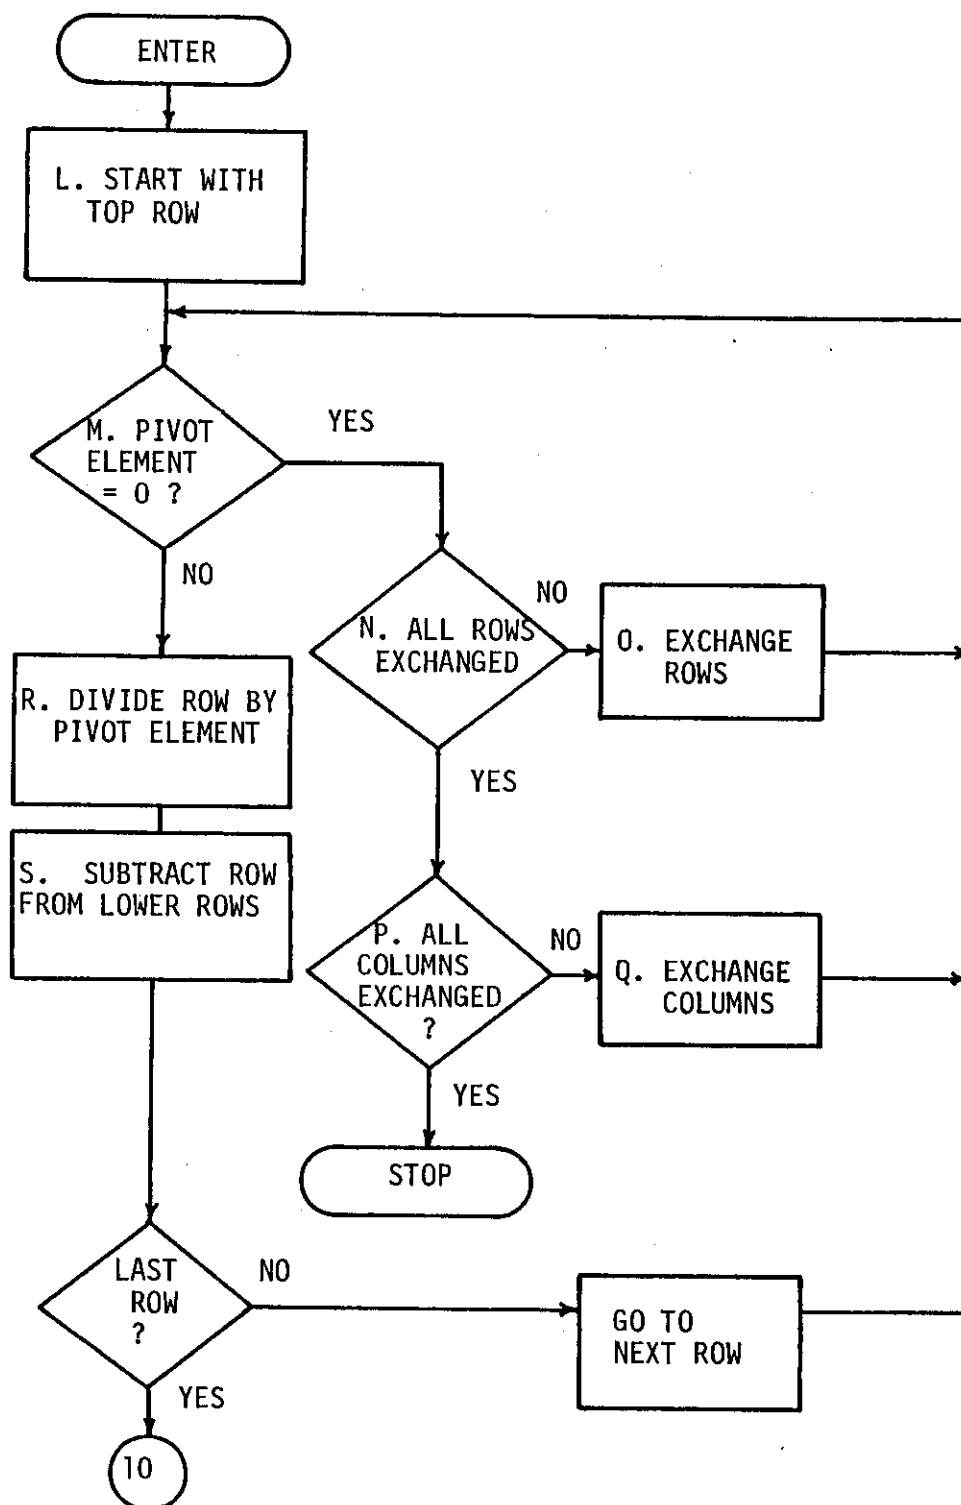 ENTER
L. START WITH
TOP ROW
M. PIVOT
ELEMENT
= 0 ?
YES
NO
N. ALL ROWS
EXCHANGED
NO
O. EXCHANGE
ROWS
YES
R. DIVIDE ROW BY
PIVOT ELEMENT
S. SUBTRACT ROW
FROM LOWER ROWS
P. ALL
COLUMNS
EXCHANGED
?
NO
Q. EXCHANGE
COLUMNS
YES
STOP
LAST
ROW
?
NO
GO TO
NEXT ROW
YES
10